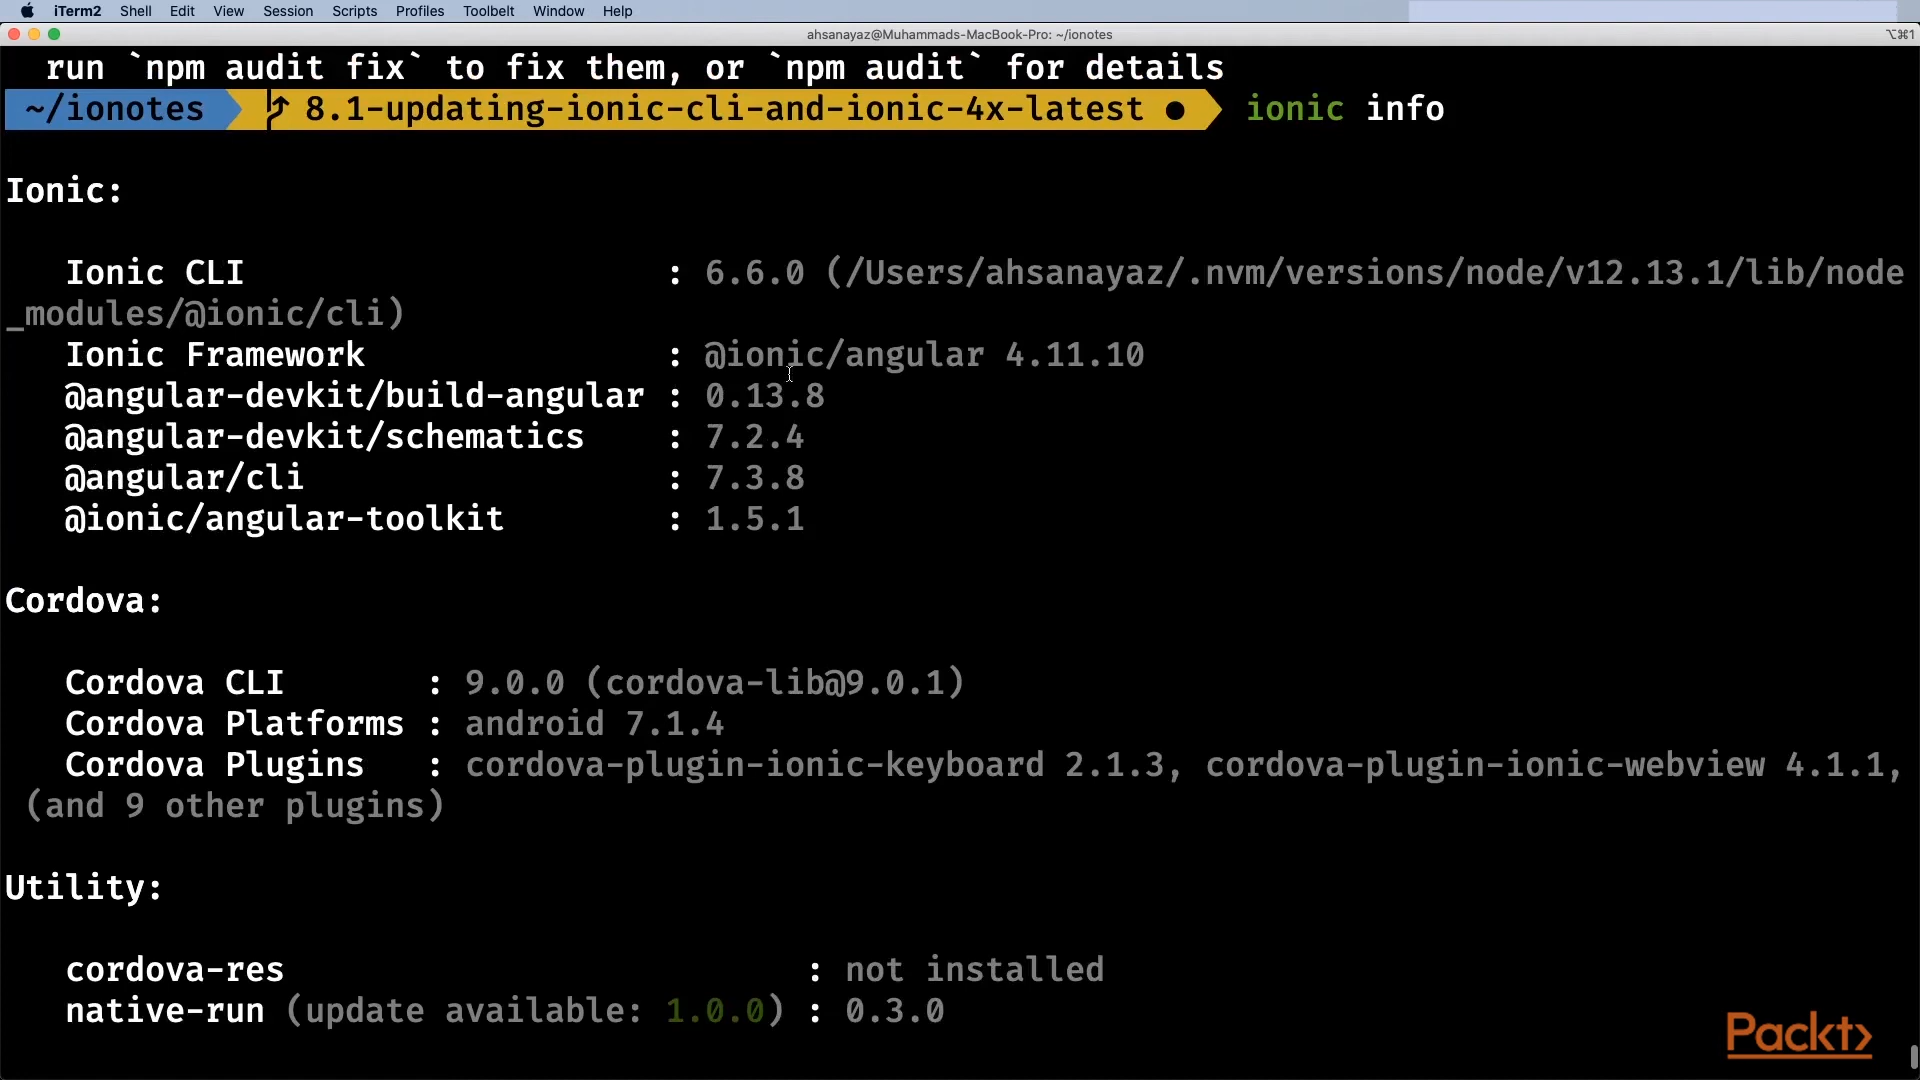 iTerm2 Shell Edit View Session Scripts Profiles Toolbelt Window Help
ahsanayaz@Muhammads-MacBook-Pro: ~/ionotes ⌥⌘1
run `npm audit fix` to fix them, or `npm audit` for details
~/ionotes 8.1-updating-ionic-cli-and-ionic-4x-latest ● ionic info
Ionic:
Ionic CLI : 6.6.0 (/Users/ahsanayaz/.nvm/versions/node/v12.13.1/lib/node
_modules/@ionic/cli)
Ionic Framework : @ionic/angular 4.11.10
@angular-devkit/build-angular : 0.13.8
@angular-devkit/schematics : 7.2.4
@angular/cli : 7.3.8
@ionic/angular-toolkit : 1.5.1
Cordova:
Cordova CLI : 9.0.0 (cordova-lib@9.0.1)
Cordova Platforms : android 7.1.4
Cordova Plugins : cordova-plugin-ionic-keyboard 2.1.3, cordova-plugin-ionic-webview 4.1.1,
(and 9 other plugins)
Utility:
cordova-res : not installed
native-run (update available: 1.0.0) : 0.3.0
Packt>